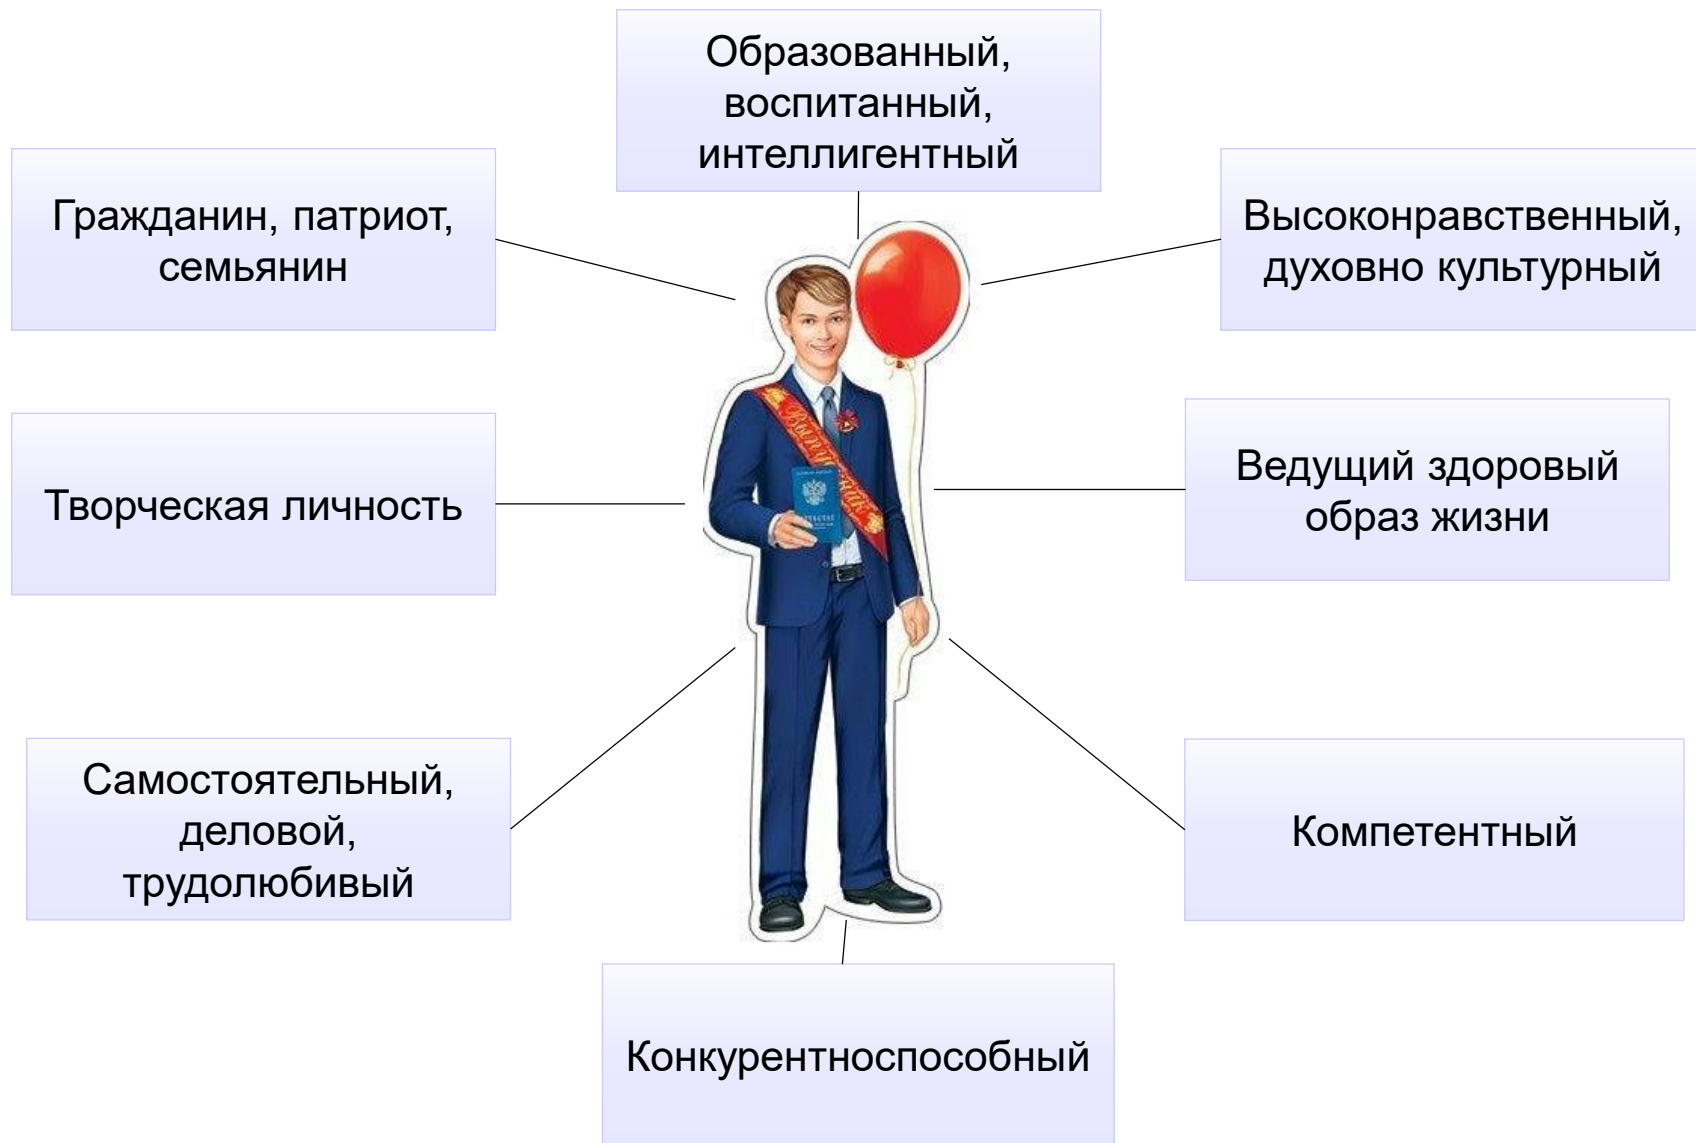 Образованный,
воспитанный,
интеллигентный
Гражданин, патриот,
семьянин
Высоконравственный,
духовно культурный
Творческая личность
Ведущий здоровый
образ жизни
Самостоятельный,
деловой,
трудолюбивый
Компетентный
Конкурентноспособный
Выпускник